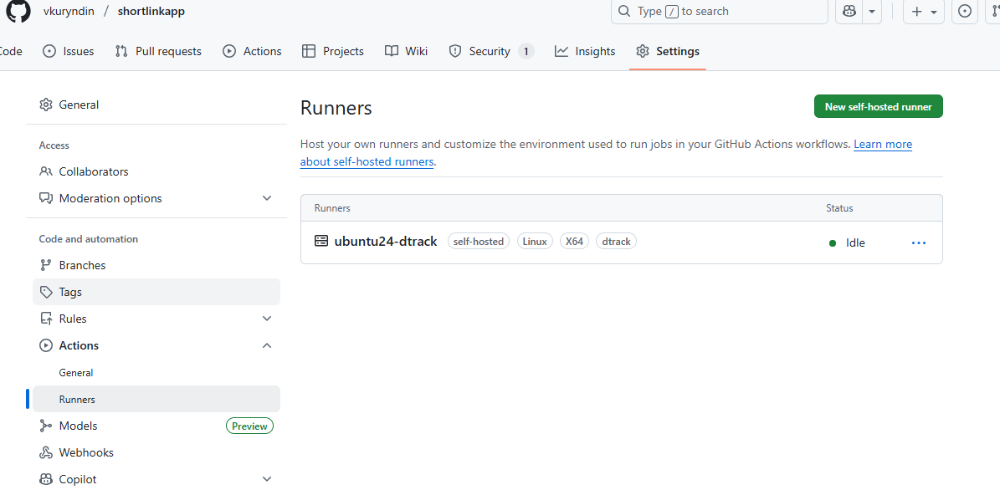 vkuryndin / shortlinkapp
Type / to search
Code Issues Pull requests Actions Projects Wiki Security 1 Insights Settings
General
Access
Collaborators
Moderation options
Code and automation
Branches
Tags
Rules
Actions
General
Runners
Models Preview
Webhooks
Copilot
Runners
New self-hosted runner
Host your own runners and customize the environment used to run jobs in your GitHub Actions workflows. Learn more
about self-hosted runners.
Runners Status
ubuntu24-dtrack self-hosted Linux X64 dtrack Idle